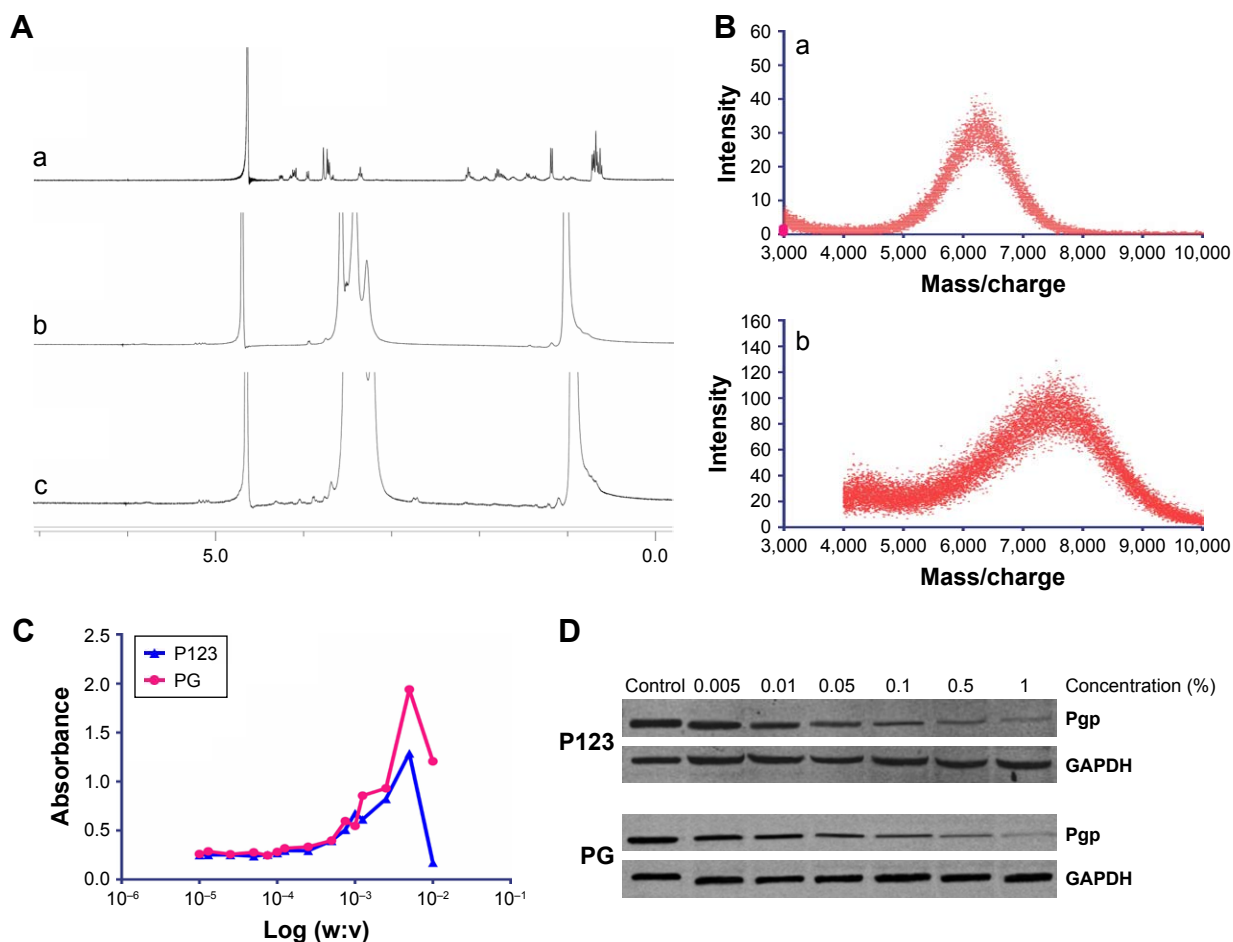 A
a
b
c
5.0
0.0
B
a
60
50
40
30
20
10
0
Intensity
3,000 4,000 5,000 6,000 7,000 8,000 9,000 10,000
Mass/charge
b
160
140
120
100
80
60
40
20
0
Intensity
3,000 4,000 5,000 6,000 7,000 8,000 9,000 10,000
Mass/charge
C
P123
PG
2.5
2.0
1.5
1.0
0.5
0.0
Absorbance
10⁻⁶ 10⁻⁵ 10⁻⁴ 10⁻³ 10⁻² 10⁻¹
Log (w:v)
D
Control 0.005 0.01 0.05 0.1 0.5 1 Concentration (%)
P123
Pgp
GAPDH
PG
Pgp
GAPDH